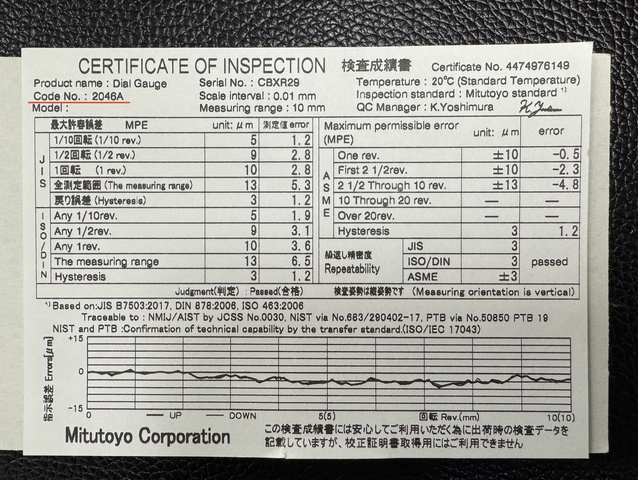 CERTIFICATE OF INSPECTION 検査成績書 Certificate No. 4474976149
Product name : Dial Gauge Serial No. : CBXR29 Temperature : 20℃ (Standard Temperature)
Code No. : 2046A Scale interval : 0.01 mm Inspection standard : Mitutoyo standard *1)
Model : Measuring range : 10 mm QC Manager : K.Yoshimura
最大許容誤差 MPE unit: μm 測定値 error
JIS
1/10回転 (1/10 rev.) 5 1.2
1/2回転 (1/2 rev.) 9 2.8
1回転 (1 rev.) 10 2.8
全測定範囲 (The measuring range) 13 5.3
戻り誤差 (Hysteresis) 3 1.2
ISO/DIN
Any 1/10rev. 5 1.9
Any 1/2rev. 9 3.1
Any 1rev. 10 3.6
The measuring range 13 6.5
Hysteresis 3 1.2
Maximum permissible error (MPE) unit: μm error
ASME
One rev. ±10 -0.5
First 2 1/2rev. ±10 -2.3
2 1/2 Through 10 rev. ±13 -4.8
10 Through 20 rev. — —
Over 20rev. — —
Hysteresis 3 1.2
繰返し精密度 Repeatability
JIS 3
ISO/DIN 3 passed
ASME ±3
Judgment(判定) : Passed(合格) 検査姿勢は縦姿勢です (Measuring orientation is vertical)
*1) Based on:JIS B7503:2017, DIN 878:2006, ISO 463:2006
Traceable to : NMIJ/AIST by JCSS No.0030, NIST via No.683/290402-17, PTB via No.50850 PTB 19
NIST and PTB :Confirmation of technical capability by the transfer standard.(ISO/IEC 17043)
指示誤差 Errors[μm]
+15
0
-15
0 — UP — DOWN 5(5) 回転 Rev.(mm) 10(10)
Mitutoyo Corporation
この検査成績書には安心してご利用いただく為に出荷時の検査データを
記載していますが、校正証明書取得用にはご利用できません